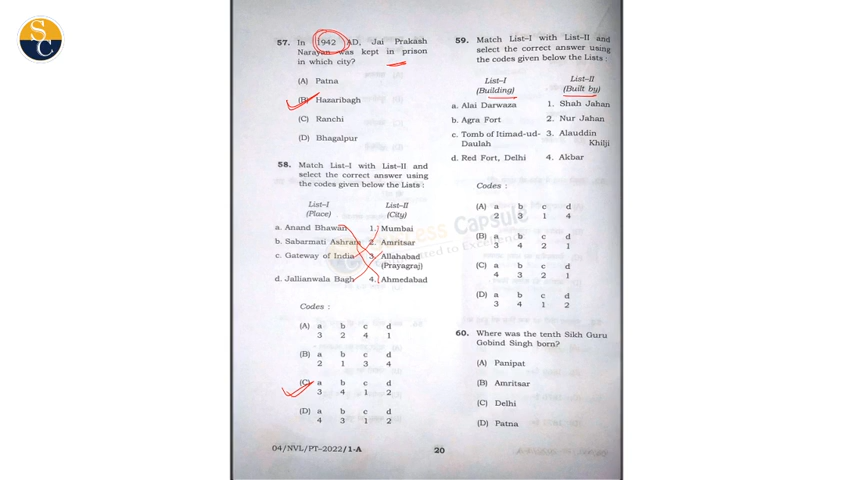 S
C
57. In 1942 AD, Jai Prakash
Narayan was kept in prison
in which city?
(A) Patna
(B) Hazaribagh
(C) Ranchi
(D) Bhagalpur
58. Match List–I with List–II and
select the correct answer using
the codes given below the Lists :
List–I List–II
(Place) (City)
a. Anand Bhawan 1. Mumbai
b. Sabarmati Ashram 2. Amritsar
c. Gateway of India 3. Allahabad
(Prayagraj)
d. Jallianwala Bagh 4. Ahmedabad
Codes :
(A) a b c d
3 2 4 1
(B) a b c d
2 1 3 4
(C) a b c d
3 4 1 2
(D) a b c d
4 3 1 2
04/NVL/PT–2022/1-A
59. Match List–I with List–II and
select the correct answer using
the codes given below the Lists :
List–I List–II
(Building) (Built by)
a. Alai Darwaza 1. Shah Jahan
b. Agra Fort 2. Nur Jahan
c. Tomb of Itimad-ud- 3. Alauddin
Daulah Khilji
d. Red Fort, Delhi 4. Akbar
Codes :
(A) a b c d
2 3 1 4
(B) a b c d
3 4 2 1
(C) a b c d
4 3 2 1
(D) a b c d
3 4 1 2
60. Where was the tenth Sikh Guru
Gobind Singh born?
(A) Panipat
(B) Amritsar
(C) Delhi
(D) Patna
20